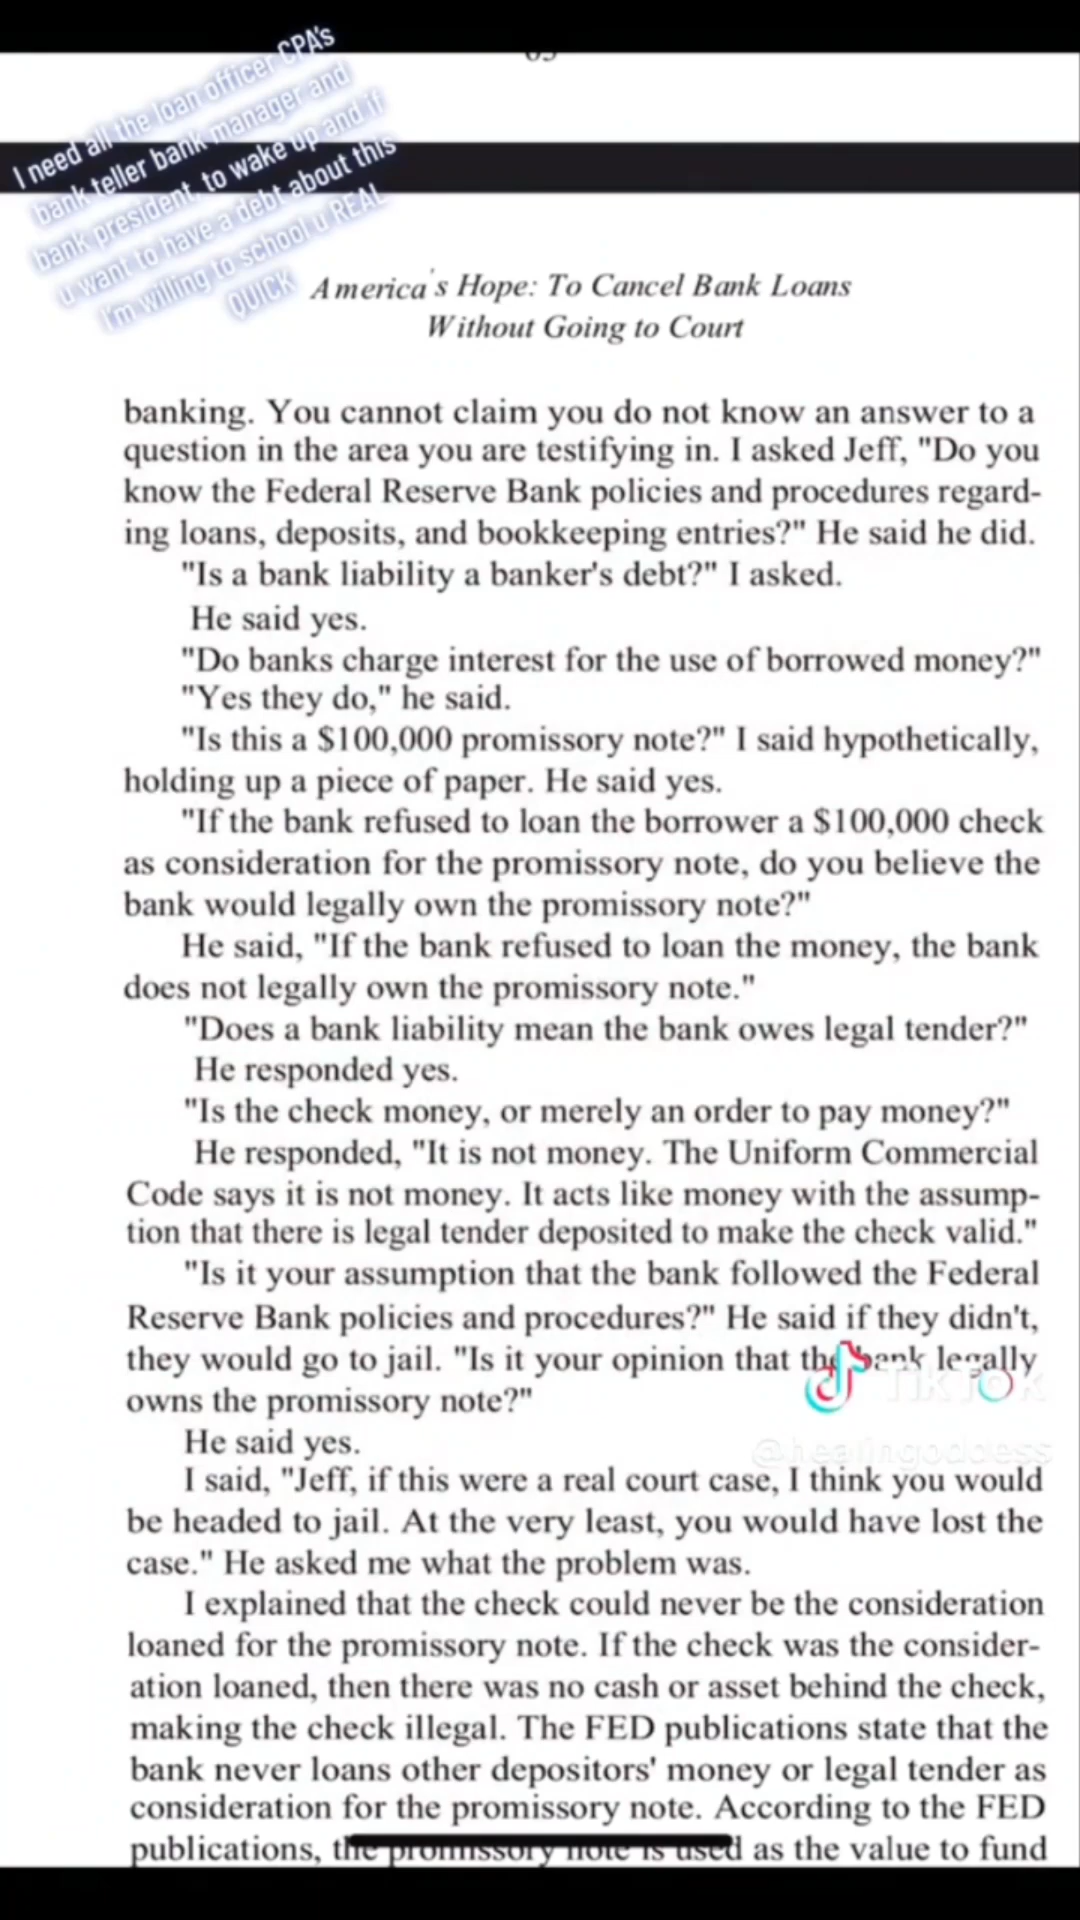 I need all the loan officer CPA's
bank teller bank manager and
bank president, to wake up and if
u want to have a debt about this
I'm willing to school u REAL
QUICK
America's Hope: To Cancel Bank Loans
Without Going to Court
banking. You cannot claim you do not know an answer to a
question in the area you are testifying in. I asked Jeff, "Do you
know the Federal Reserve Bank policies and procedures regard-
ing loans, deposits, and bookkeeping entries?" He said he did.
"Is a bank liability a banker's debt?" I asked.
He said yes.
"Do banks charge interest for the use of borrowed money?"
"Yes they do," he said.
"Is this a $100,000 promissory note?" I said hypothetically,
holding up a piece of paper. He said yes.
"If the bank refused to loan the borrower a $100,000 check
as consideration for the promissory note, do you believe the
bank would legally own the promissory note?"
He said, "If the bank refused to loan the money, the bank
does not legally own the promissory note."
"Does a bank liability mean the bank owes legal tender?"
He responded yes.
"Is the check money, or merely an order to pay money?"
He responded, "It is not money. The Uniform Commercial
Code says it is not money. It acts like money with the assump-
tion that there is legal tender deposited to make the check valid."
"Is it your assumption that the bank followed the Federal
Reserve Bank policies and procedures?" He said if they didn't,
they would go to jail. "Is it your opinion that the bank legally
owns the promissory note?"
TikTok
He said yes.
@healingoddess
I said, "Jeff, if this were a real court case, I think you would
be headed to jail. At the very least, you would have lost the
case." He asked me what the problem was.
I explained that the check could never be the consideration
loaned for the promissory note. If the check was the consider-
ation loaned, then there was no cash or asset behind the check,
making the check illegal. The FED publications state that the
bank never loans other depositors' money or legal tender as
consideration for the promissory note. According to the FED
publications, the promissory note is used as the value to fund